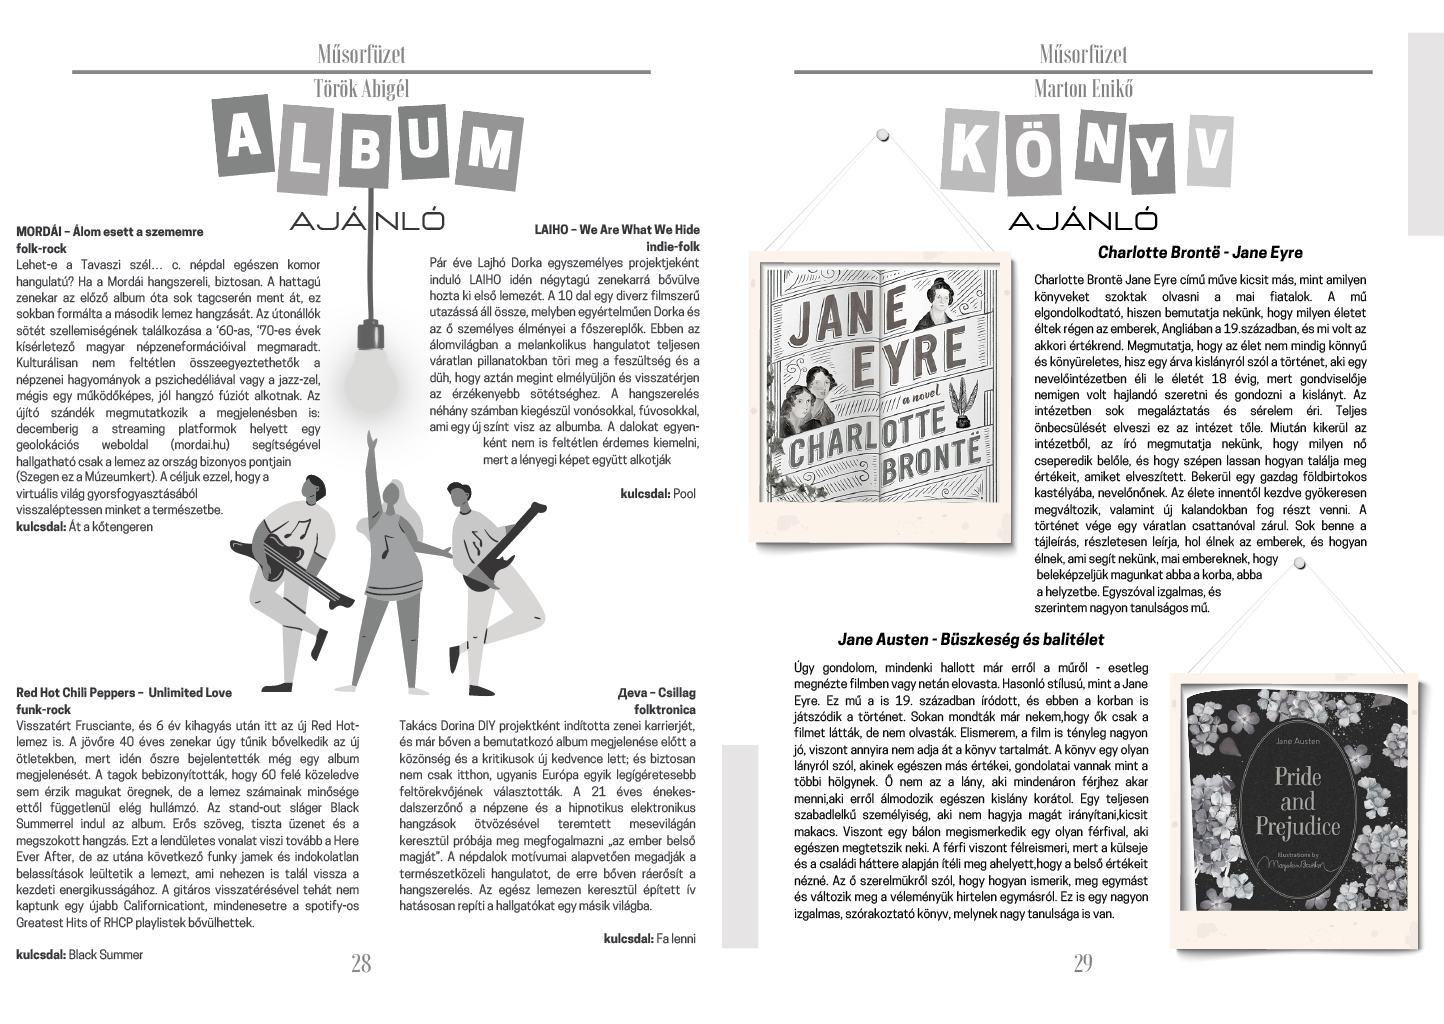 Műsorfüzet
Török Abigél
ALBUM
AJÁNLÓ
MORDÁI – Álom esett a szememre
folk-rock
Lehet-e a Tavaszi szél… c. népdal egészen komor
hangulatú? Ha a Mordái hangszereli, biztosan. A hattagú
zenekar az előző album óta sok tagcserén ment át, ez
sokban formálta a második lemez hangzását. Az útonállók
sötét szellemiségének találkozása a ‘60-as, ‘70-es évek
kísérletező magyar népzeneformációival megmaradt.
Kulturálisan nem feltétlen összeegyeztethetők a
népzenei hagyományok a pszichedéliával vagy a jazz-zel,
mégis egy működőképes, jól hangzó fúziót alkotnak. Az
újító szándék megmutatkozik a megjelenésben is:
decemberig a streaming platformok helyett egy
geolokációs weboldal (mordai.hu) segítségével
hallgatható csak a lemez az ország bizonyos pontjain
(Szegen ez a Múzeumkert). A céljuk ezzel, hogy a
virtuális világ gyorsfogyasztásából
visszaléptessen minket a természetbe.
kulcsdal: Át a kőtengeren
LAIHO – We Are What We Hide
indie-folk
Pár éve Lajhó Dorka egyszemélyes projektjeként
induló LAIHO idén négytagú zenekarrá bővülve
hozta ki első lemezét. A 10 dal egy diverz filmszerű
utazássá áll össze, melyben egyértelműen Dorka és
az ő személyes élményei a főszereplők. Ebben az
álomvilágban a melankolikus hangulatot teljesen
váratlan pillanatokban töri meg a feszültség és a
düh, hogy aztán megint elmélyüljön és visszatérjen
az érzékenyebb sötétséghez. A hangszerelés
néhány számban kiegészül vonósokkal, fúvosokkal,
ami egy új színt visz az albumba. A dalokat egyen-
ként nem is feltétlen érdemes kiemelni,
mert a lényegi képet együtt alkotják
kulcsdal: Pool
Red Hot Chili Peppers – Unlimited Love
funk-rock
Visszatért Frusciante, és 6 év kihagyás után itt az új Red Hot-
lemez is. A jövőre 40 éves zenekar úgy tűnik bővelkedik az új
ötletekben, mert idén őszre bejelentették még egy album
megjelenését. A tagok bebizonyították, hogy 60 felé közeledve
sem érzik magukat öregnek, de a lemez számainak minősége
ettől függetlenül elég hullámzó. Az stand-out sláger Black
Summerrel indul az album. Erős szöveg, tiszta üzenet és a
megszokott hangzás. Ezt a lendületes vonalat viszi tovább a Here
Ever After, de az utána következő funky jamek és indokolatlan
belassítások leültetik a lemezt, ami nehezen is talál vissza a
kezdeti energikusságához. A gitáros visszatérésével tehát nem
kaptunk egy újabb Californicationt, mindenesetre a spotify-os
Greatest Hits of RHCP playlistek bővülhettek.
kulcsdal: Black Summer
Дeva – Csillag
folktronica
Takács Dorina DIY projektként indította zenei karrierjét,
és már bőven a bemutatkozó album megjelenése előtt a
közönség és a kritikusok új kedvence lett; és biztosan
nem csak itthon, ugyanis Európa egyik legígéretesebb
feltörekvőjének választották. A 21 éves énekes-
dalszerzőnő a népzene és a hipnotikus elektronikus
hangzások ötvözésével teremtett mesevilágán
keresztül próbája meg megfogalmazni „az ember belső
magját”. A népdalok motívumai alapvetően megadják a
természetközeli hangulatot, de erre bőven ráerősít a
hangszerelés. Az egész lemezen keresztül épített ív
hatásosan repíti a hallgatókat egy másik világba.
kulcsdal: Fa lenni
28
Műsorfüzet
Marton Enikő
KÖNYV
AJÁNLÓ
JANE
EYRE
a novel
CHARLOTTE
BRONTË
Charlotte Brontë - Jane Eyre
Charlotte Brontë Jane Eyre című műve kicsit más, mint amilyen
könyveket szoktak olvasni a mai fiatalok. A mű
elgondolkodtató, hiszen bemutatja nekünk, hogy milyen életet
éltek régen az emberek, Angliában a 19.században, és mi volt az
akkori értékrend. Megmutatja, hogy az élet nem mindig könnyű
és könyüreletes, hisz egy árva kislányról szól a történet, aki egy
nevelőintézetben éli le életét 18 évig, mert gondviselője
nemigen volt hajlandó szeretni és gondozni a kislányt. Az
intézetben sok megaláztatás és sérelem éri. Teljes
önbecsülését elveszi ez az intézet tőle. Miután kikerül az
intézetből, az író megmutatja nekünk, hogy milyen nő
cseperedik belőle, és hogy szépen lassan hogyan találja meg
értékeit, amiket elveszített. Bekerül egy gazdag földbirtokos
kastélyába, nevelőnőnek. Az élete innentől kezdve gyökeresen
megváltozik, valamint új kalandokban fog részt venni. A
történet vége egy váratlan csattanóval zárul. Sok benne a
tájleírás, részletesen leírja, hol élnek az emberek, és hogyan
élnek, ami segít nekünk, mai embereknek, hogy
beleképzeljük magunkat abba a korba, abba
a helyzetbe. Egyszóval izgalmas, és
szerintem nagyon tanulságos mű.
Jane Austen - Büszkeség és balitélet
Úgy gondolom, mindenki hallott már erről a műről - esetleg
megnézte filmben vagy netán elovasta. Hasonló stílusú, mint a Jane
Eyre. Ez mű a is 19. században íródott, és ebben a korban is
játszódik a történet. Sokan mondták már nekem,hogy ők csak a
filmet látták, de nem olvasták. Elismerem, a film is tényleg nagyon
jó, viszont annyira nem adja át a könyv tartalmát. A könyv egy olyan
lányról szól, akinek egészen más értékei, gondolatai vannak mint a
többi hölgynek. Ő nem az a lány, aki mindenáron férjhez akar
menni,aki erről álmodozik egészen kislány korától. Egy teljesen
szabadlelkű személyiség, aki nem hagyja magát irányítani,kicsit
makacs. Viszont egy bálon megismerkedik egy olyan férfival, aki
egészen megtetszik neki. A férfi viszont félreismeri, mert a külseje
és a családi háttere alapján ítéli meg ahelyett,hogy a belső értékeit
nézné. Az ő szerelmükről szól, hogy hogyan ismerik, meg egymást
és változik meg a véleményük hirtelen egymásról. Ez is egy nagyon
izgalmas, szórakoztató könyv, melynek nagy tanulsága is van.
Jane Austen
Pride
and
Prejudice
Illustrations by
29